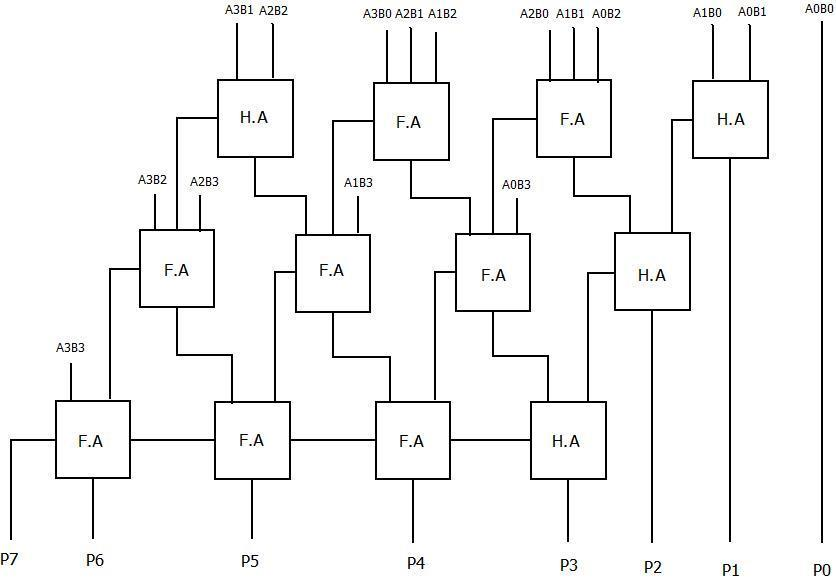 A3B1 A2B2 A3B0 A2B1 A1B2 A2B0 A1B1 A0B2 A1B0 A0B1 A0B0
H.A F.A F.A H.A
A3B2 A2B3 A1B3 A0B3
F.A F.A F.A H.A
A3B3
F.A F.A F.A H.A
P7 P6 P5 P4 P3 P2 P1 P0